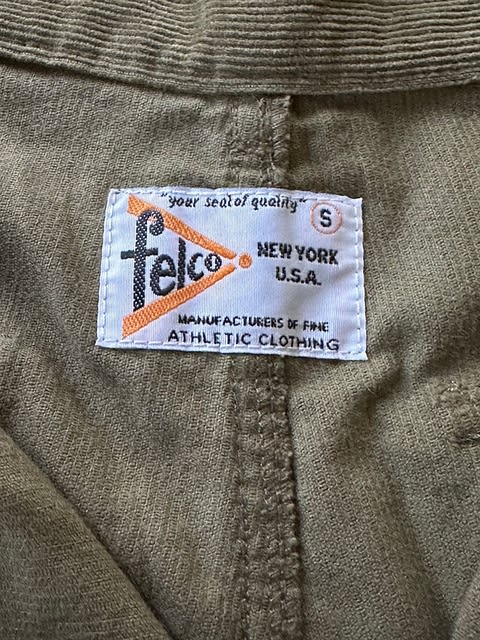 "your seal of quality"
S
felco
NEW YORK
U.S.A.
MANUFACTURERS OF FINE
ATHLETIC CLOTHING